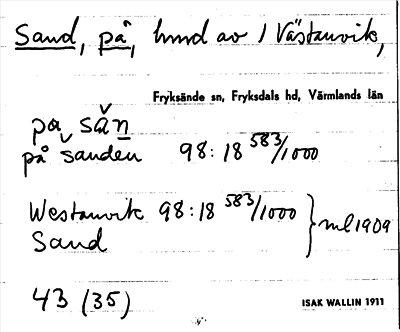 Sand, på, hmd av 1 Västanvik,
Fryksände sn, Fryksdals hd, Värmlands län
pa sån
på sanden 98:18 583/1000
Westanvik 98:18 583/1000 } ml 1909
Sand
43 (35)
ISAK WALLIN 1911